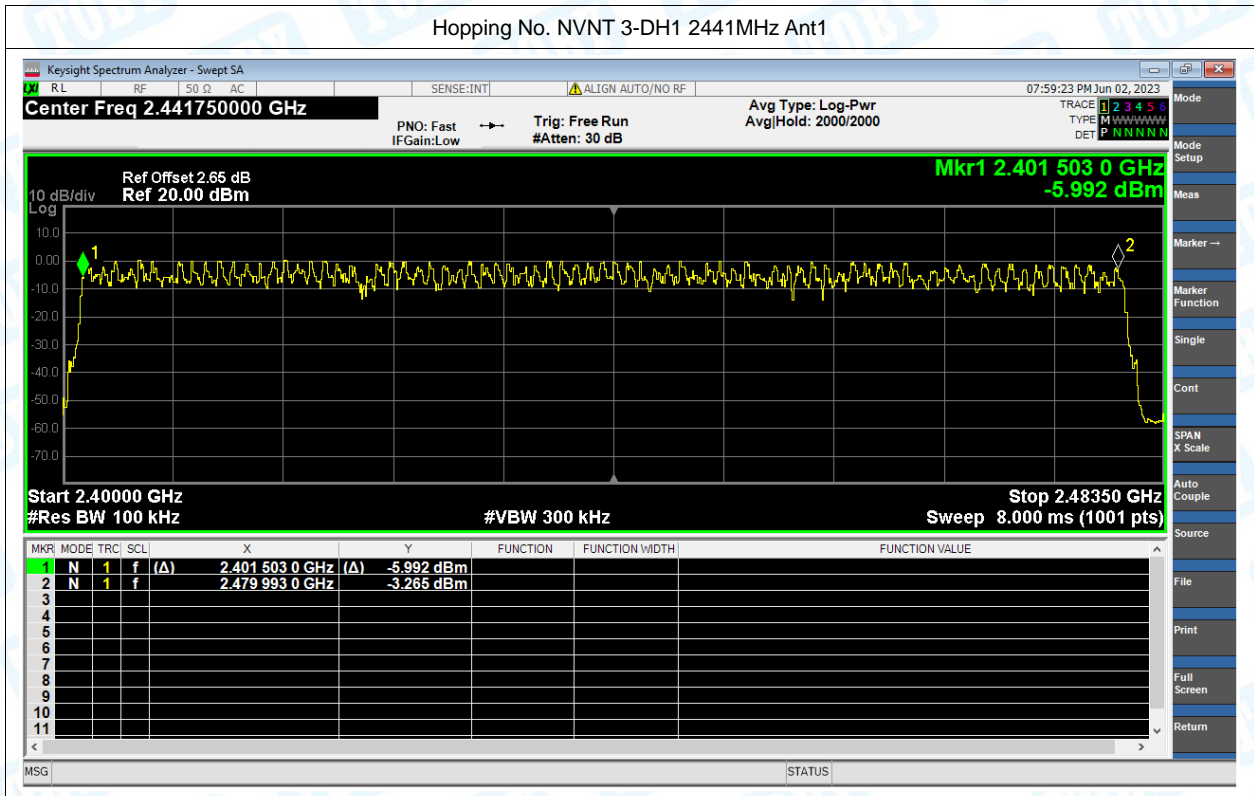 Hopping No. NVNT 3-DH1 2441MHz Ant1
Keysight Spectrum Analyzer - Swept SA
LXI RL RF 50 Ω AC SENSE:INT ALIGN AUTO/NO RF 07:59:23 PM Jun 02, 2023
Center Freq 2.441750000 GHz
Avg Type: Log-Pwr
Avg|Hold: 2000/2000
PNO: Fast
IFGain:Low
Trig: Free Run
#Atten: 30 dB
TRACE 1 2 3 4 5 6
TYPE M WWWWW
DET P N N N N N
Ref Offset 2.65 dB
10 dB/div Ref 20.00 dBm
Log
Mkr1 2.401 503 0 GHz
-5.992 dBm
10.0
0.00
-10.0
-20.0
-30.0
-40.0
-50.0
-60.0
-70.0
1
2
Start 2.40000 GHz Stop 2.48350 GHz
#Res BW 100 kHz #VBW 300 kHz Sweep 8.000 ms (1001 pts)
MKR MODE TRC SCL X Y FUNCTION FUNCTION WIDTH FUNCTION VALUE
1 N 1 f (Δ) 2.401 503 0 GHz (Δ) -5.992 dBm
2 N 1 f 2.479 993 0 GHz -3.265 dBm
3
4
5
6
7
8
9
10
11
MSG STATUS
Mode
Mode
Setup
Meas
Marker →
Marker
Function
Single
Cont
SPAN
X Scale
Auto
Couple
Source
File
Print
Full
Screen
Return
TOBY
TOBY
TOBY